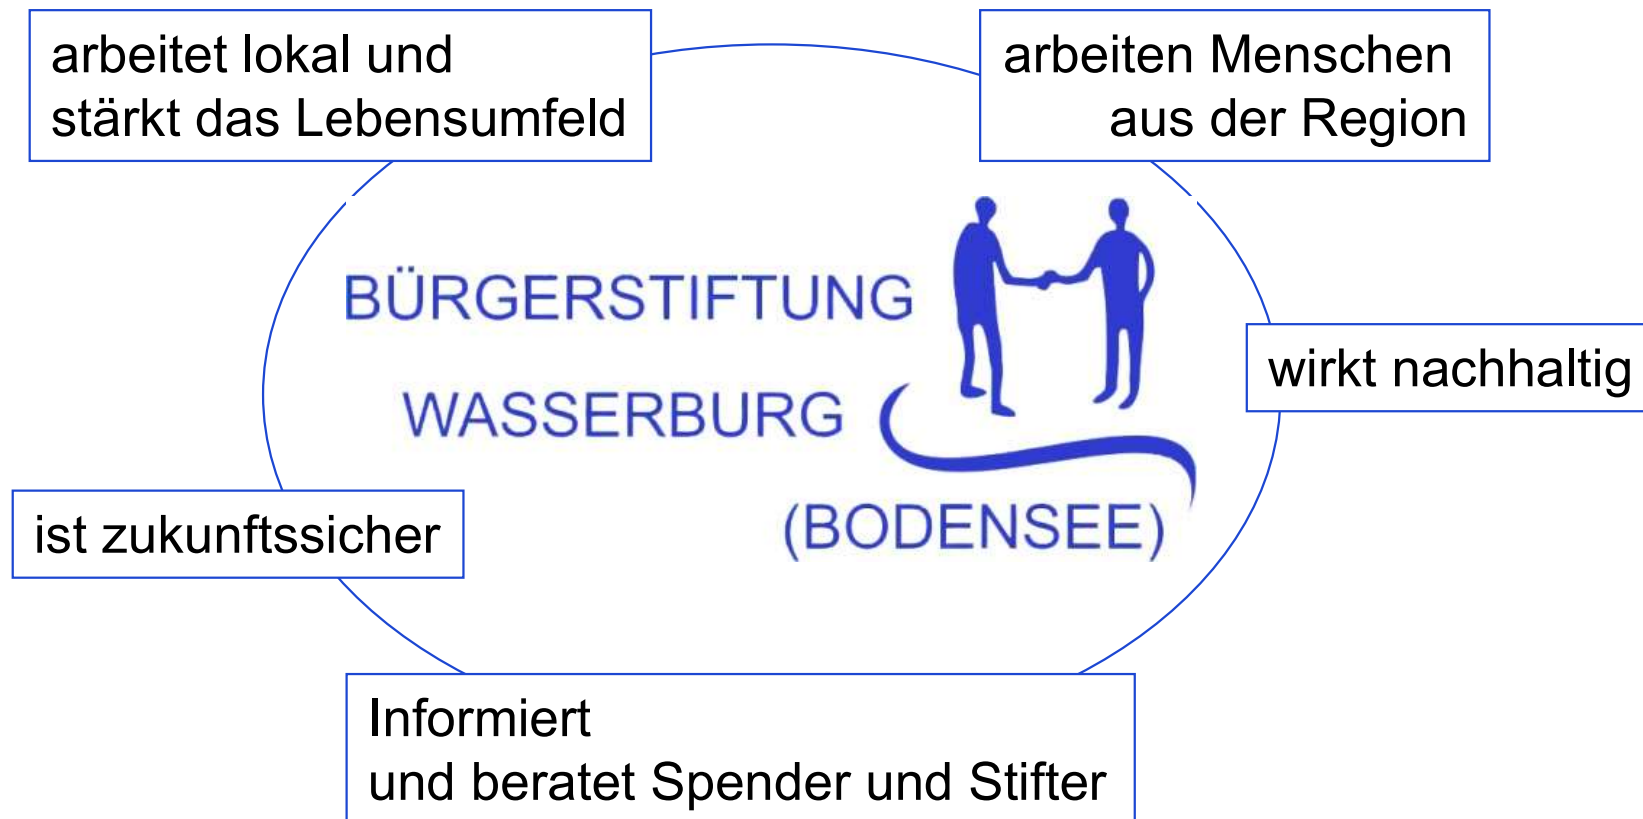 arbeitet lokal und
stärkt das Lebensumfeld
arbeiten Menschen
aus der Region
BÜRGERSTIFTUNG
WASSERBURG
(BODENSEE)
wirkt nachhaltig
ist zukunftssicher
Informiert
und beratet Spender und Stifter